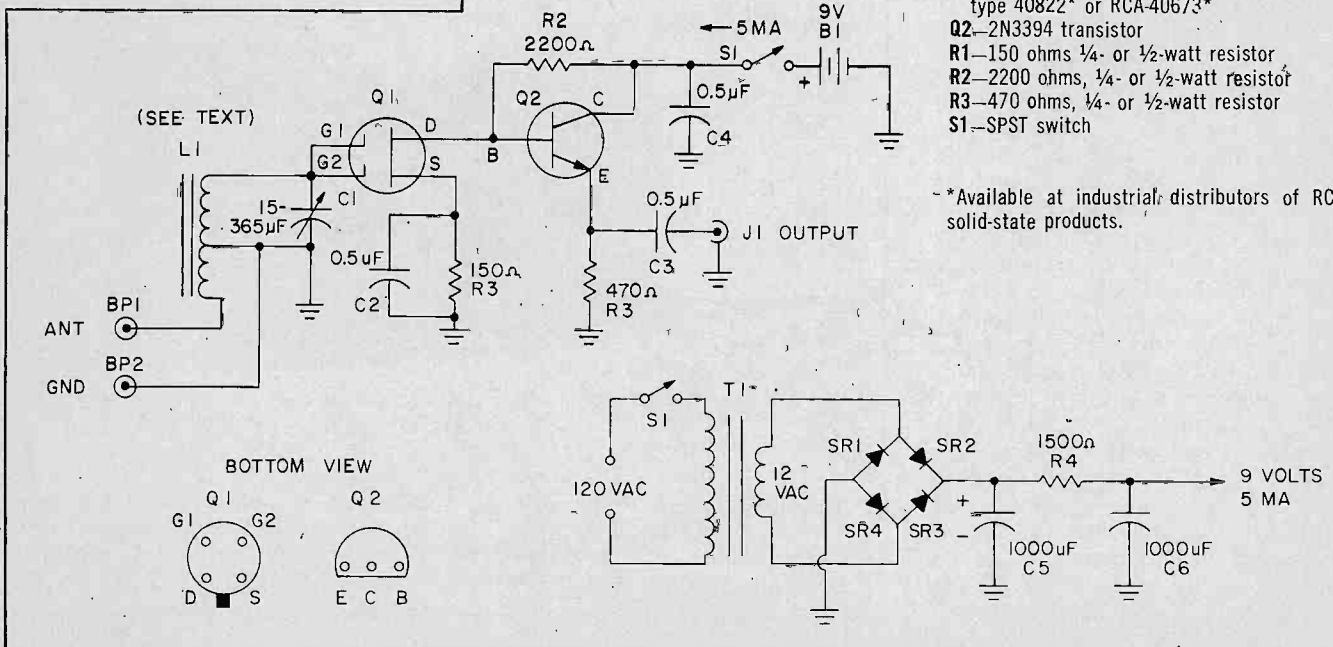 R2
2200Ω
5MA
S1
9V
B1
+
0.5µF
C4
(SEE TEXT)
L1
Q1
G1
G2
D
S
Q2
C
B
E
15-
365µF
C1
0.5uF
C2
150Ω
R3
0.5µF
C3
J1 OUTPUT
470Ω
R3
ANT
BP1
GND
BP2
type 40822* or RCA-40673*
Q2—2N3394 transistor
R1—150 ohms ¼- or ½-watt resistor
R2—2200 ohms, ¼- or ½-watt resistor
R3—470 ohms, ¼- or ½-watt resistor
S1—SPST switch
*Available at industrial distributors of RC
solid-state products.
BOTTOM VIEW
Q1
G1
G2
D
S
Q2
E C B
S1
T1
120 VAC
12
VAC
SR1
SR2
SR4
SR3
+
-
1500Ω
R4
1000uF
C5
1000uF
C6
9 VOLTS
5 MA